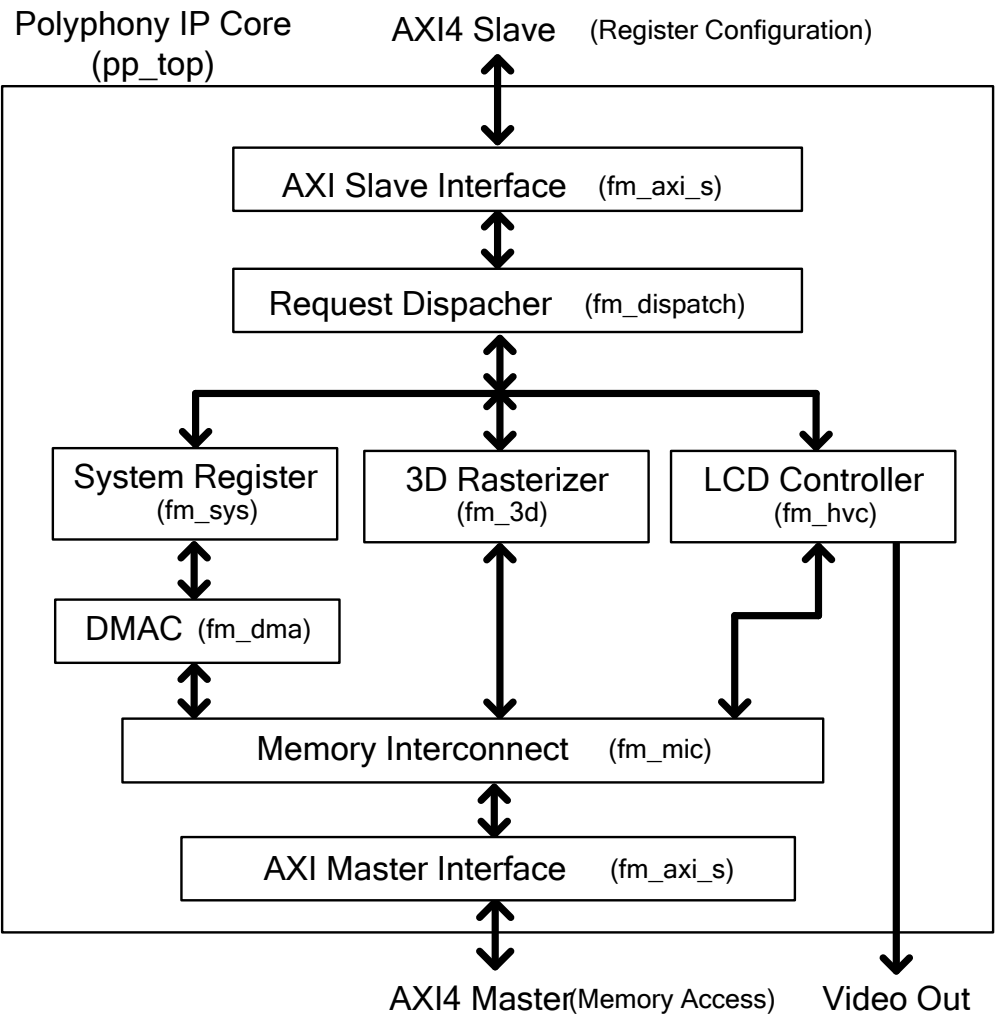 Polyphony IP Core
(pp_top)
AXI4 Slave (Register Configuration)
AXI Slave Interface (fm_axi_s)
Request Dispacher (fm_dispatch)
System Register
(fm_sys)
3D Rasterizer
(fm_3d)
LCD Controller
(fm_hvc)
DMAC (fm_dma)
Memory Interconnect (fm_mic)
AXI Master Interface (fm_axi_s)
AXI4 Master(Memory Access)
Video Out